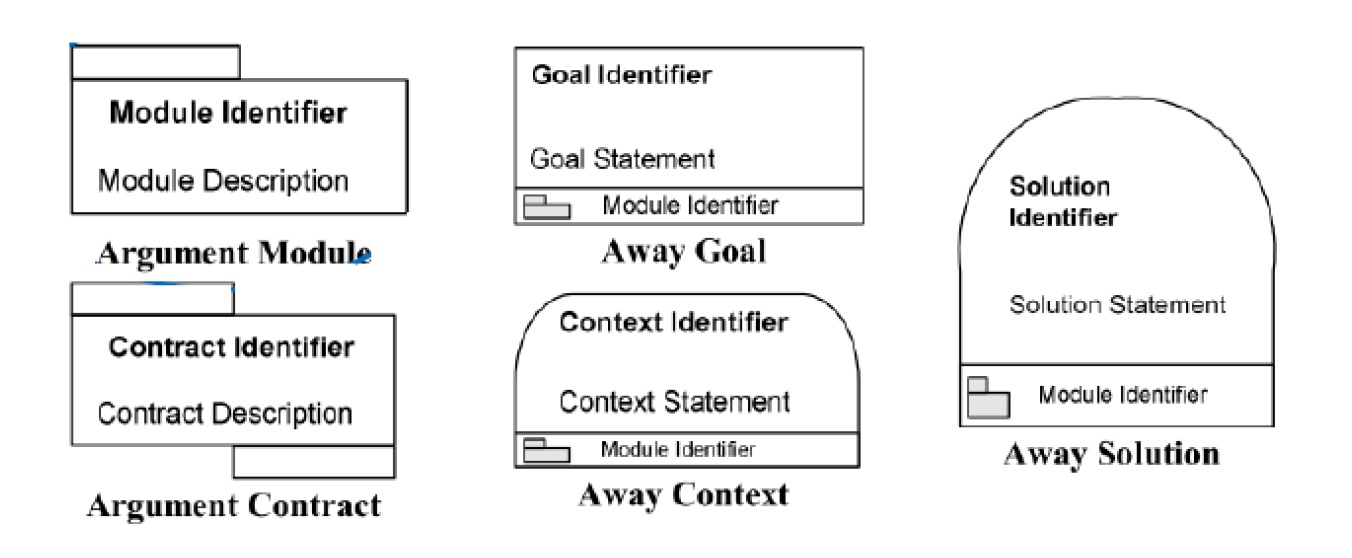 Module Identifier
Module Description
Argument Module
Contract Identifier
Contract Description
Argument Contract
Goal Identifier
Goal Statement
Module Identifier
Away Goal
Context Identifier
Context Statement
Module Identifier
Away Context
Solution
Identifier
Solution Statement
Module Identifier
Away Solution